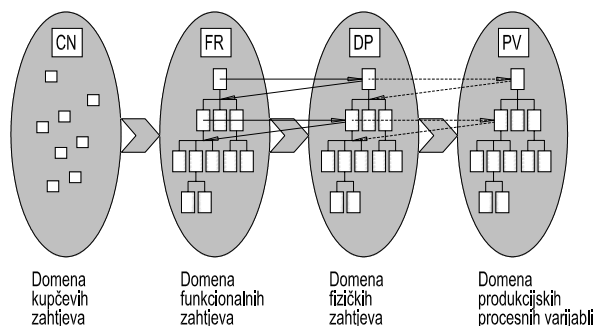 CN
FR
DP
PV
Domena
kupčevih
zahtjeva
Domena
funkcionalnih
zahtjeva
Domena
fizičkih
zahtjeva
Domena
produkcijskih
procesnih varijabli